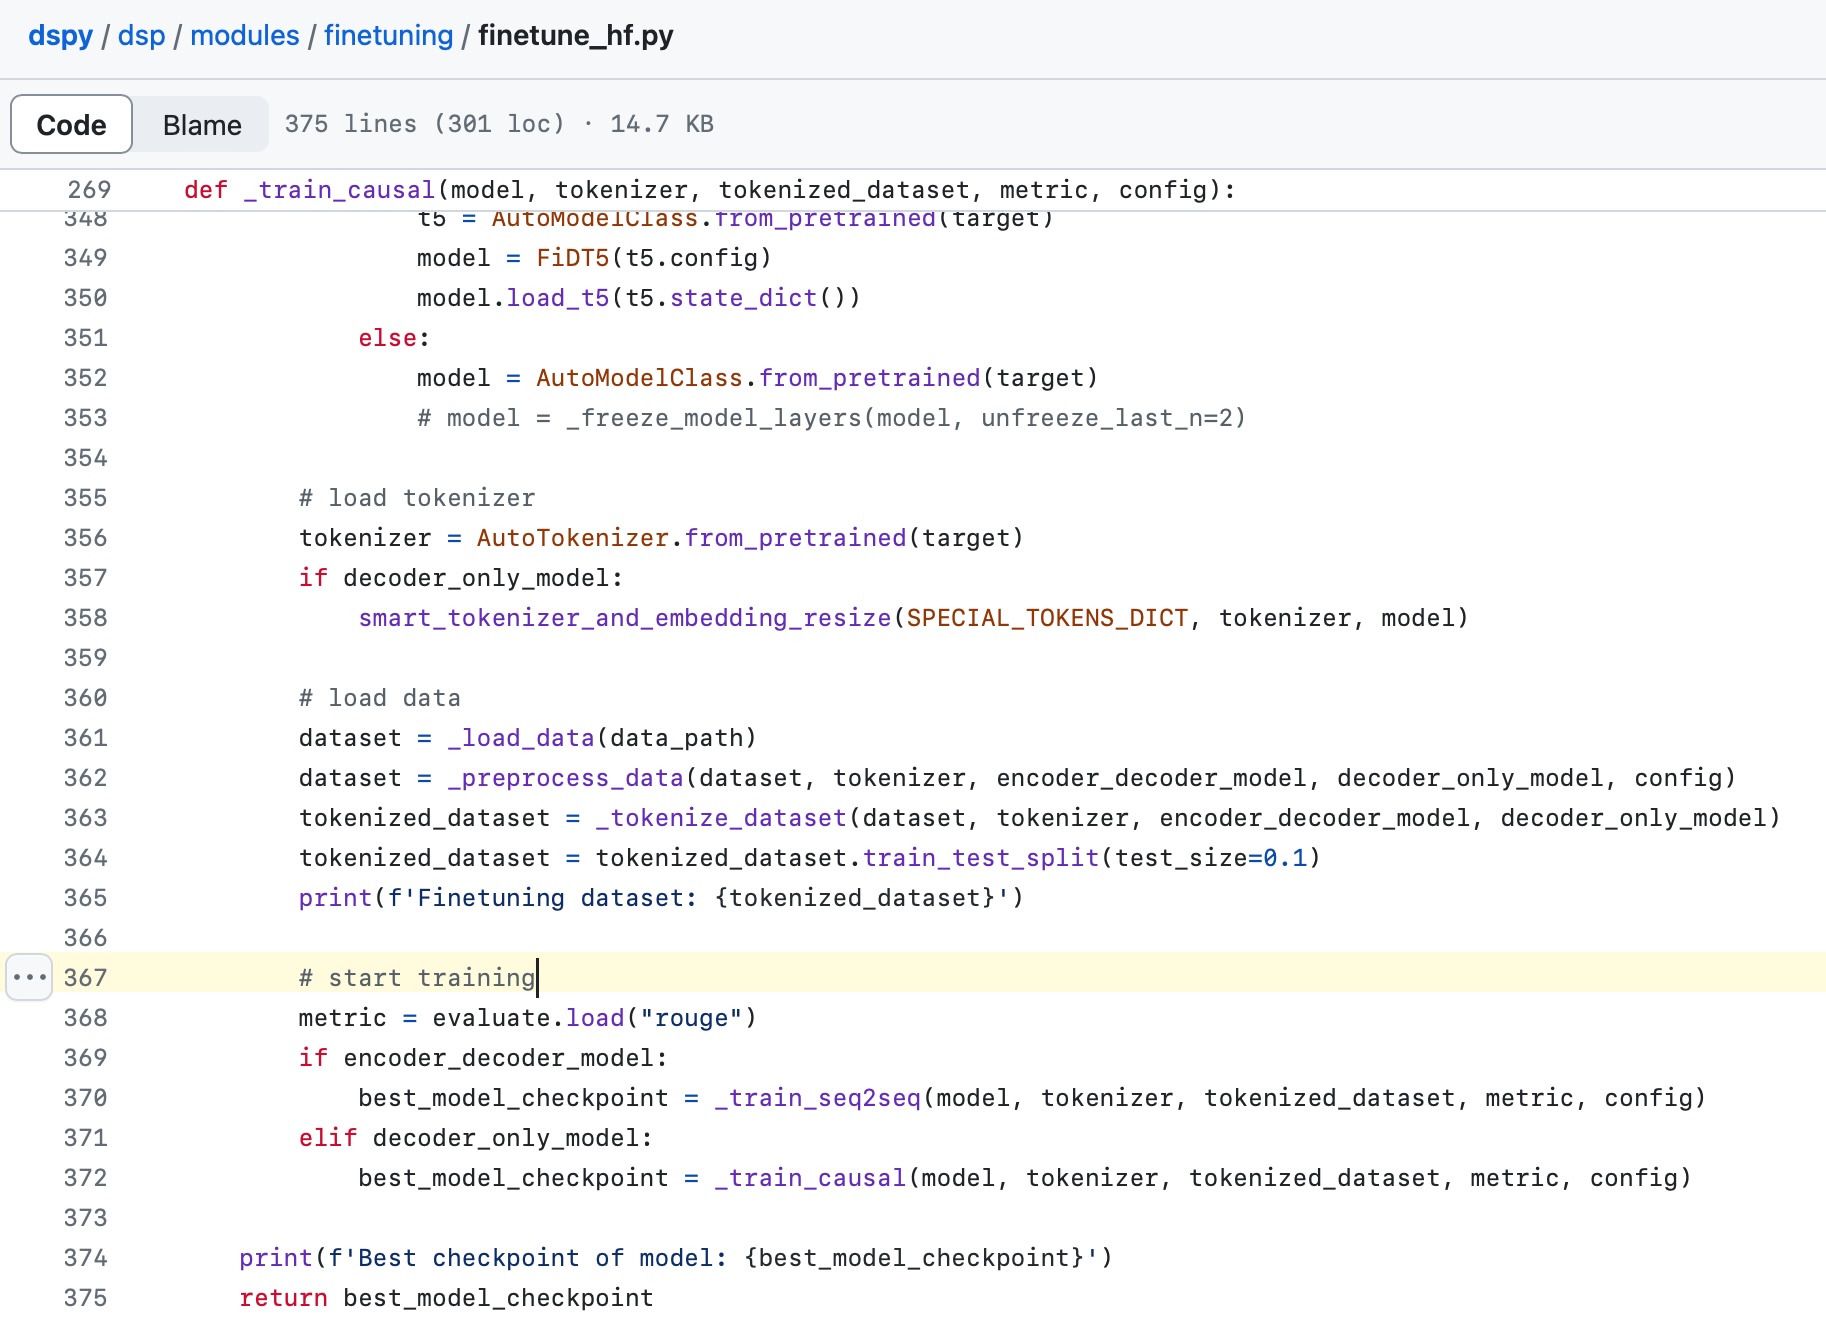 dspy / dsp / modules / finetuning / finetune_hf.py
Code Blame 375 lines (301 loc) · 14.7 KB
269 def _train_causal(model, tokenizer, tokenized_dataset, metric, config):
348 t5 = AutoModelClass.from_pretrained(target)
349 model = FiDT5(t5.config)
350 model.load_t5(t5.state_dict())
351 else:
352 model = AutoModelClass.from_pretrained(target)
353 # model = _freeze_model_layers(model, unfreeze_last_n=2)
354
355 # load tokenizer
356 tokenizer = AutoTokenizer.from_pretrained(target)
357 if decoder_only_model:
358 smart_tokenizer_and_embedding_resize(SPECIAL_TOKENS_DICT, tokenizer, model)
359
360 # load data
361 dataset = _load_data(data_path)
362 dataset = _preprocess_data(dataset, tokenizer, encoder_decoder_model, decoder_only_model, config)
363 tokenized_dataset = _tokenize_dataset(dataset, tokenizer, encoder_decoder_model, decoder_only_model)
364 tokenized_dataset = tokenized_dataset.train_test_split(test_size=0.1)
365 print(f'Finetuning dataset: {tokenized_dataset}')
366
367 # start training
368 metric = evaluate.load("rouge")
369 if encoder_decoder_model:
370 best_model_checkpoint = _train_seq2seq(model, tokenizer, tokenized_dataset, metric, config)
371 elif decoder_only_model:
372 best_model_checkpoint = _train_causal(model, tokenizer, tokenized_dataset, metric, config)
373
374 print(f'Best checkpoint of model: {best_model_checkpoint}')
375 return best_model_checkpoint